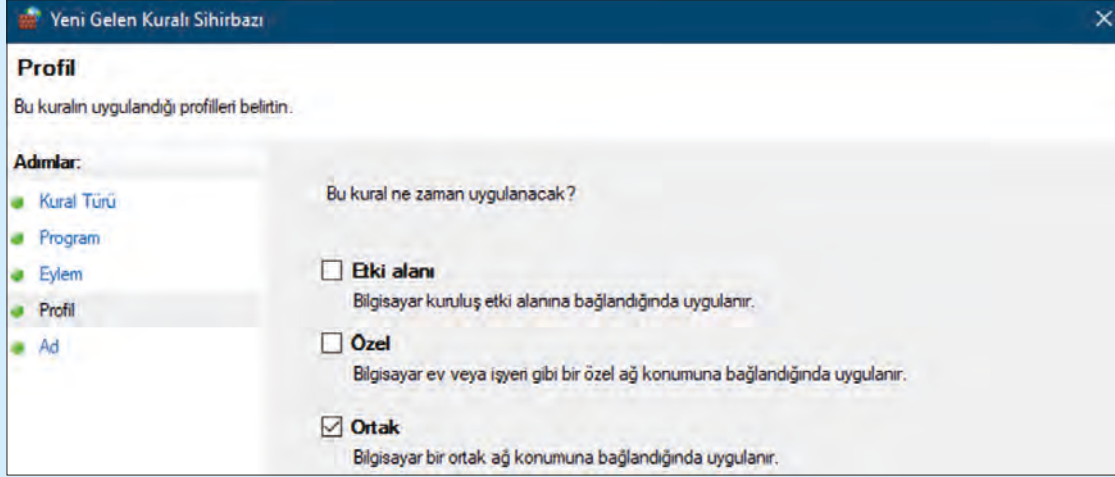 Yeni Gelen Kuralı Sihirbazı
Profil
Bu kuralın uygulandığı profilleri belirtin.
Adımlar:
Kural Türü
Program
Eylem
Profil
Ad
Bu kural ne zaman uygulanacak?
Etki alanı
Bilgisayar kuruluş etki alanına bağlandığında uygulanır.
Özel
Bilgisayar ev veya işyeri gibi bir özel ağ konumuna bağlandığında uygulanır.
Ortak
Bilgisayar bir ortak ağ konumuna bağlandığında uygulanır.